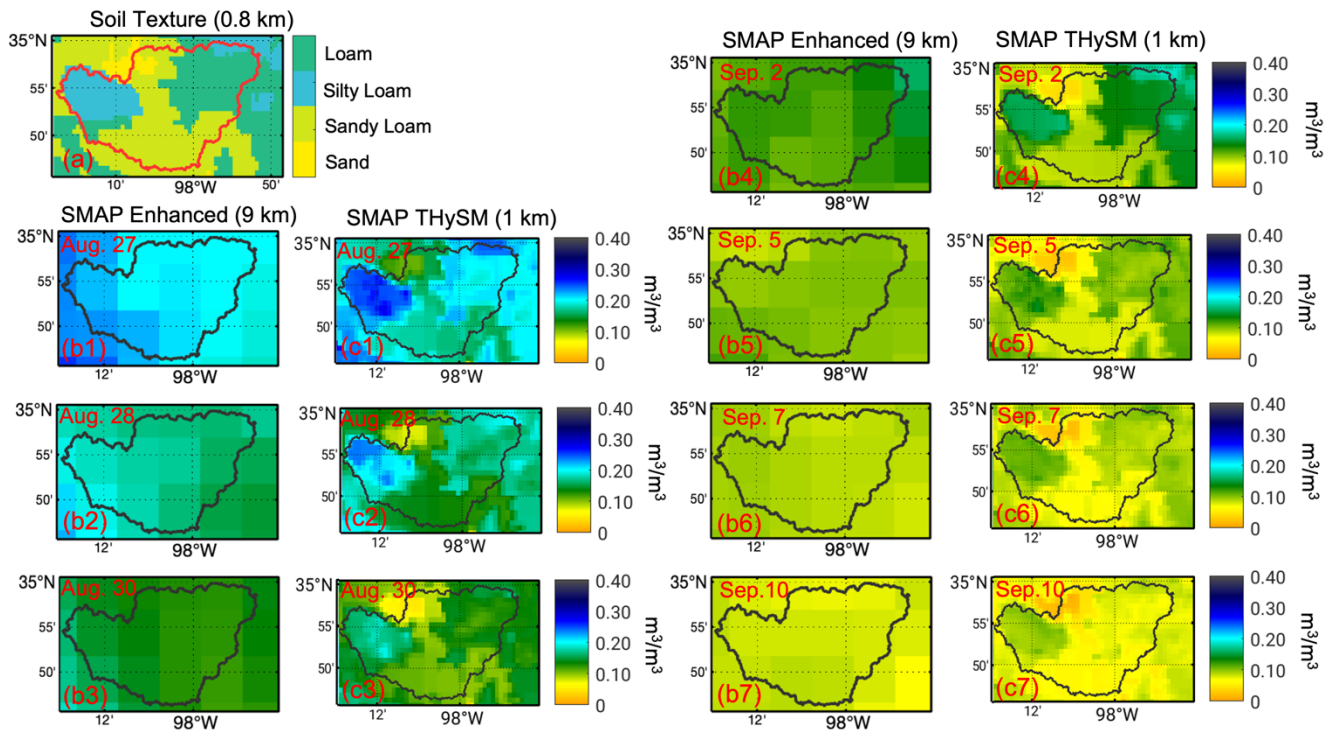 Soil Texture (0.8 km)
35°N
55'
50'
(a)
10'
98°W
50'
Loam
Silty Loam
Sandy Loam
Sand
SMAP Enhanced (9 km)
SMAP THySM (1 km)
35°N
55'
50'
Aug. 27
(b1)
12'
98°W
35°N
55'
50'
Aug. 27
(c1)
12'
98°W
0.40
0.30
0.20
0.10
0
m³/m³
35°N
55'
50'
Aug. 28
(b2)
12'
98°W
35°N
55'
50'
Aug. 28
(c2)
12'
98°W
0.40
0.30
0.20
0.10
0
m³/m³
35°N
55'
50'
Aug. 30
(b3)
12'
98°W
35°N
55'
50'
Aug. 30
(c3)
12'
98°W
0.40
0.30
0.20
0.10
0
m³/m³
SMAP Enhanced (9 km)
SMAP THySM (1 km)
35°N
55'
50'
Sep. 2
(b4)
12'
98°W
35°N
55'
50'
Sep. 2
(c4)
12'
98°W
0.40
0.30
0.20
0.10
0
m³/m³
35°N
55'
50'
Sep. 5
(b5)
12'
98°W
35°N
55'
50'
Sep. 5
(c5)
12'
98°W
0.40
0.30
0.20
0.10
0
m³/m³
35°N
55'
50'
Sep. 7
(b6)
12'
98°W
35°N
55'
50'
Sep. 7
(c6)
12'
98°W
0.40
0.30
0.20
0.10
0
m³/m³
35°N
55'
50'
Sep.10
(b7)
12'
98°W
35°N
55'
50'
Sep.10
(c7)
12'
98°W
0.40
0.30
0.20
0.10
0
m³/m³